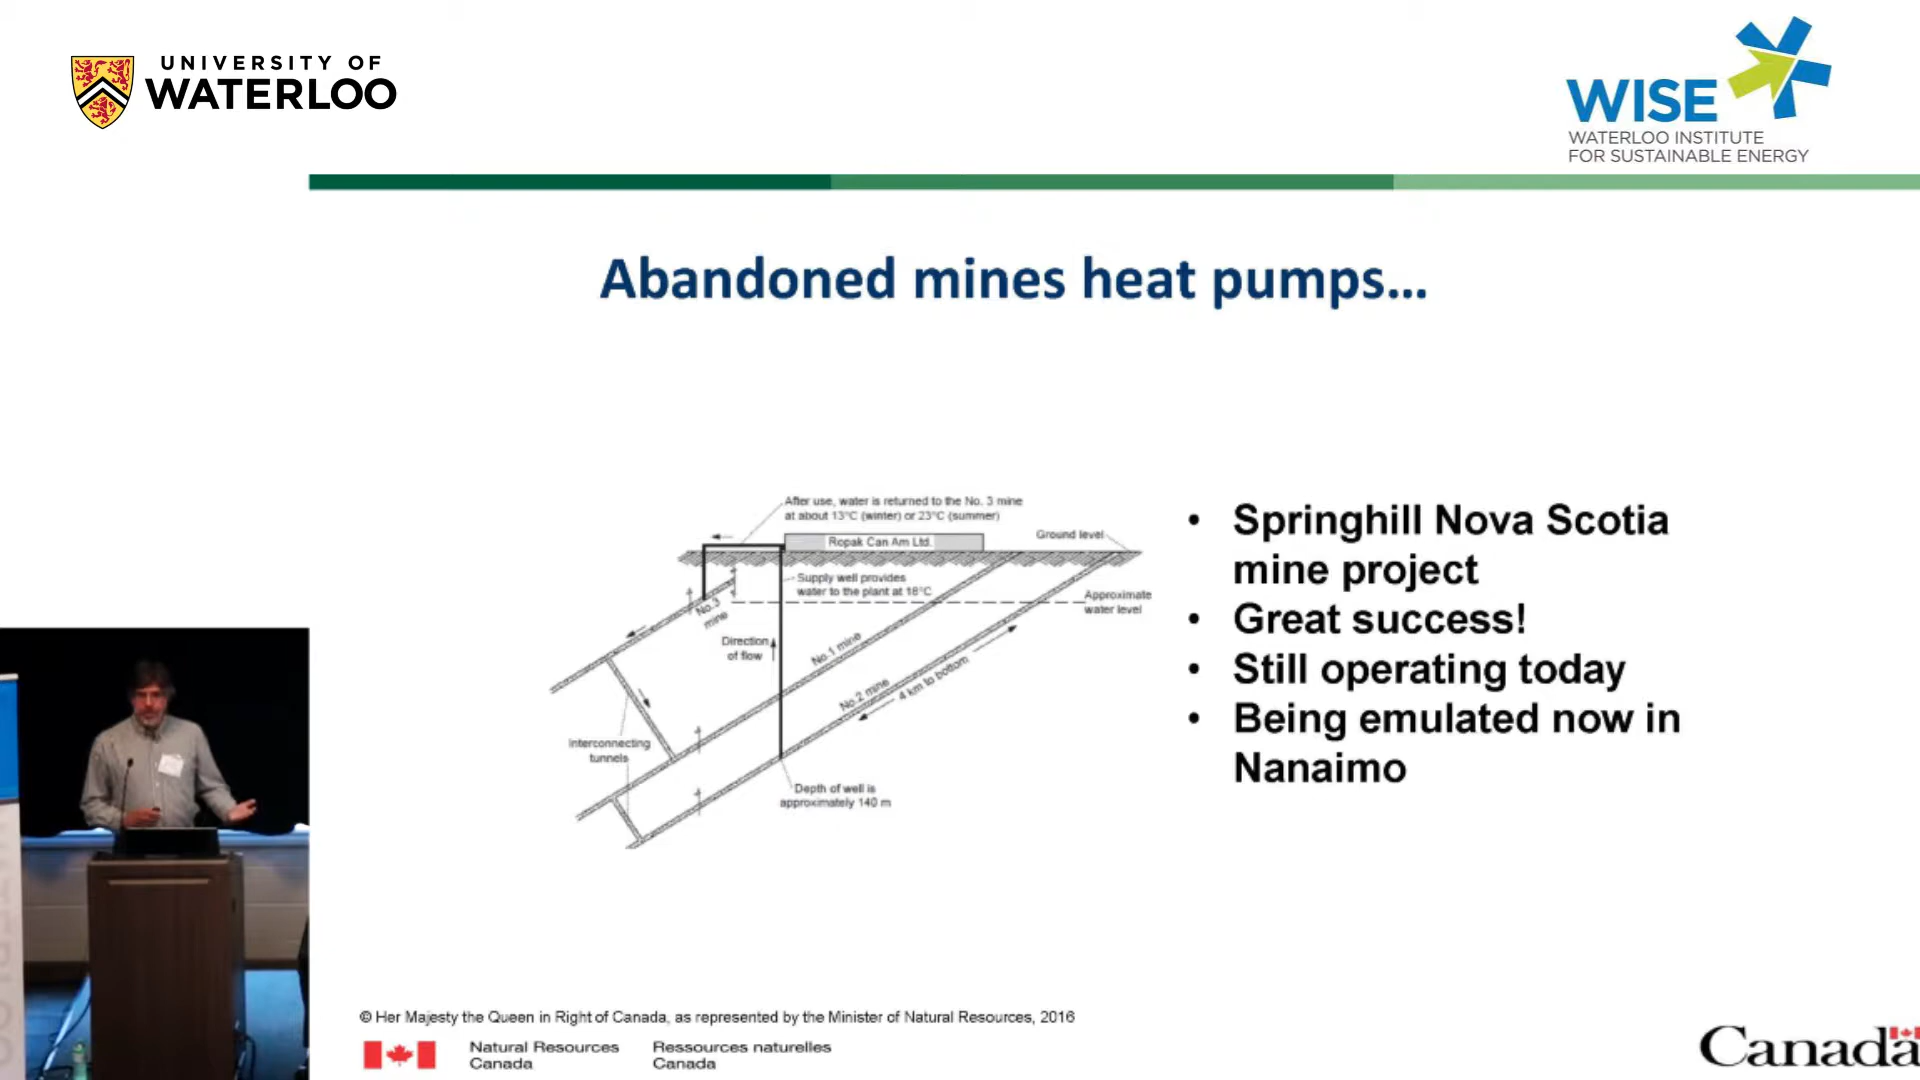 UNIVERSITY OF
WATERLOO
WISE
WATERLOO INSTITUTE
FOR SUSTAINABLE ENERGY
Abandoned mines heat pumps...
After use, water is returned to the No. 3 mine
at about 13°C (winter) or 23°C (summer)
Ropak Can Am Ltd.
Ground level
Supply well provides
water to the plant at 18°C
Approximate
water level
No.3
mine
Direction
of flow
No.1 mine
No.2 mine
4 km to bottom
Interconnecting
tunnels
Depth of well is
approximately 140 m
• Springhill Nova Scotia
mine project
• Great success!
• Still operating today
• Being emulated now in
Nanaimo
© Her Majesty the Queen in Right of Canada, as represented by the Minister of Natural Resources, 2016
Natural Resources
Canada
Ressources naturelles
Canada
Canada